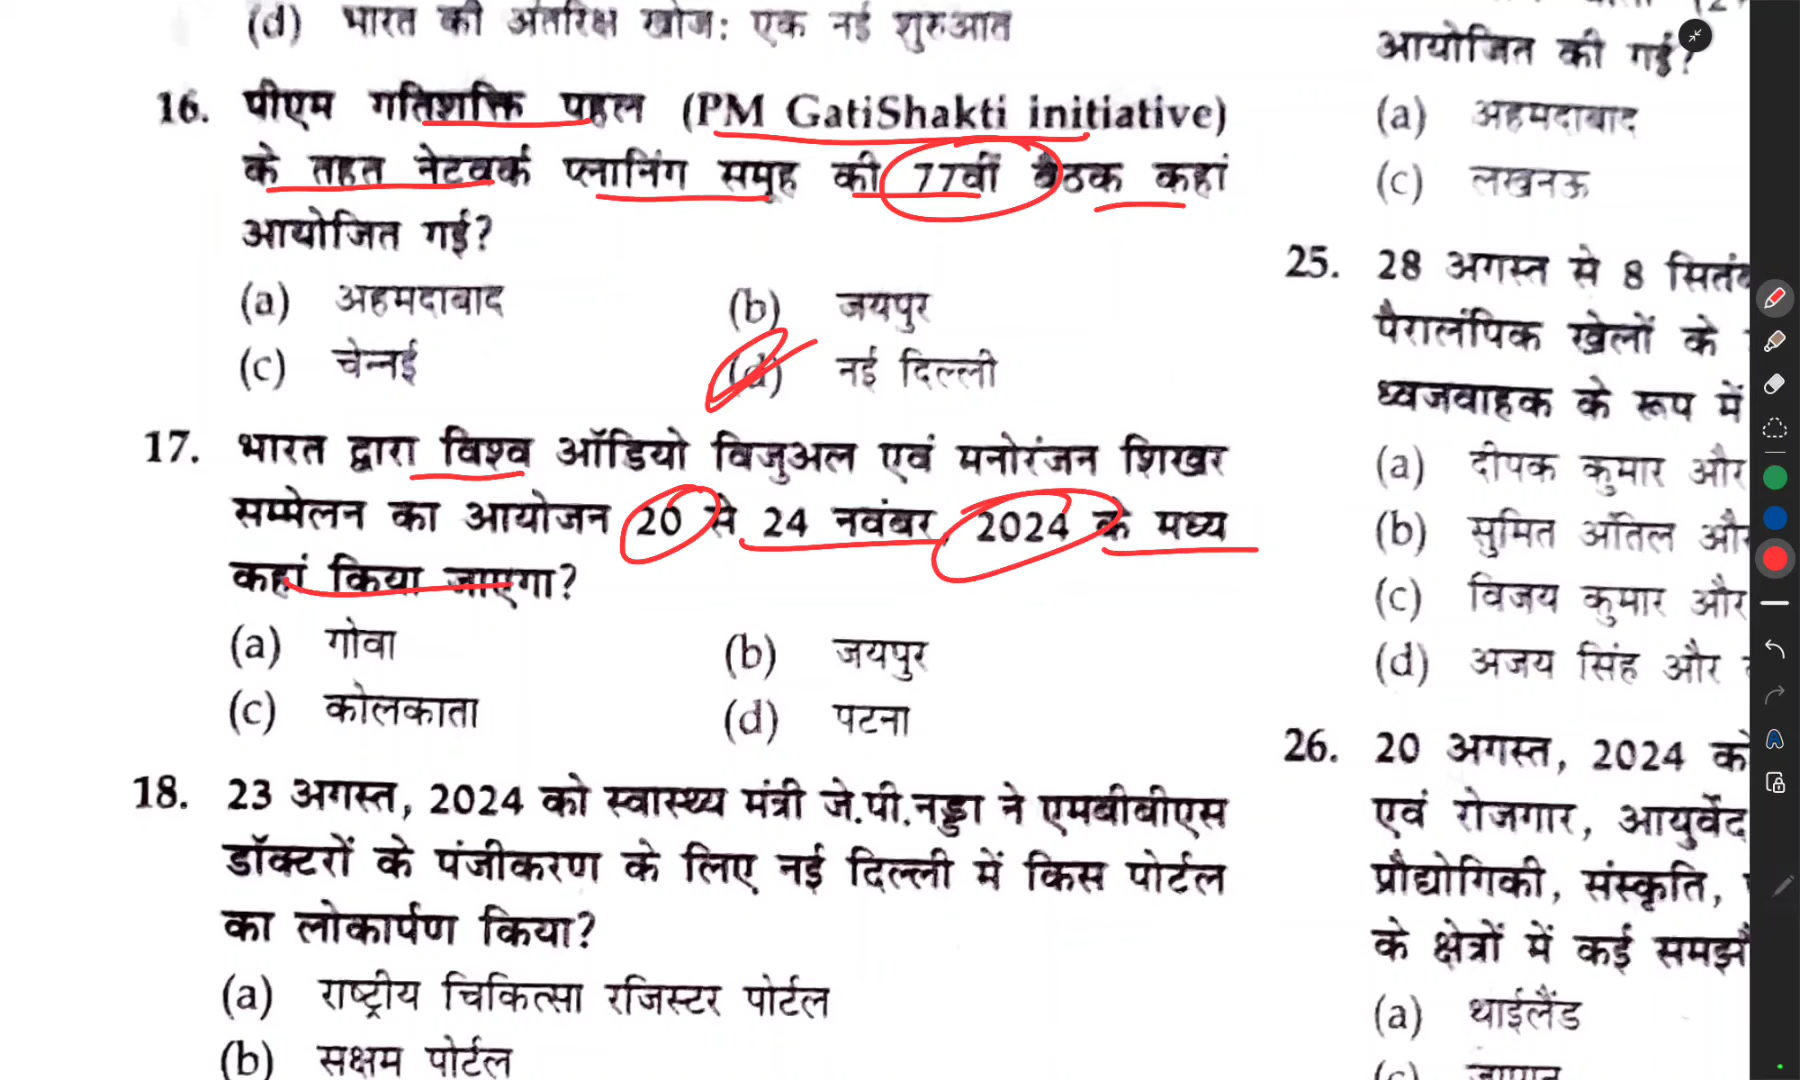 (d) भारत की अंतरिक्ष खोज: एक नई शुरुआत
16. पीएम गतिशक्ति पहल (PM GatiShakti initiative)
के तहत नेटवर्क प्लानिंग समूह की 77वीं बैठक कहां
आयोजित गई?
(a) अहमदाबाद (b) जयपुर
(c) चेन्नई (d) नई दिल्ली
17. भारत द्वारा विश्व ऑडियो विजुअल एवं मनोरंजन शिखर
सम्मेलन का आयोजन 20 से 24 नवंबर, 2024 के मध्य
कहां किया जाएगा?
(a) गोवा (b) जयपुर
(c) कोलकाता (d) पटना
18. 23 अगस्त, 2024 को स्वास्थ्य मंत्री जे.पी.नड्डा ने एमबीबीएस
डॉक्टरों के पंजीकरण के लिए नई दिल्ली में किस पोर्टल
का लोकार्पण किया?
(a) राष्ट्रीय चिकित्सा रजिस्टर पोर्टल
(b) सक्षम पोर्टल
आयोजित की गई?
(a) अहमदाबाद
(c) लखनऊ
25. 28 अगस्त से 8
पैरालंपिक खेलों के
ध्वजवाहक के रूप में
(a) दीपक कुमार और
(b) सुमित अंतिल
(c) विजय कुमार और
(d) अजय सिंह और
26. 20 अगस्त, 2024
एवं रोजगार, आयुर्वेद
प्रौद्योगिकी, संस्कृति,
के क्षेत्रों में कई
(a) थाईलैंड